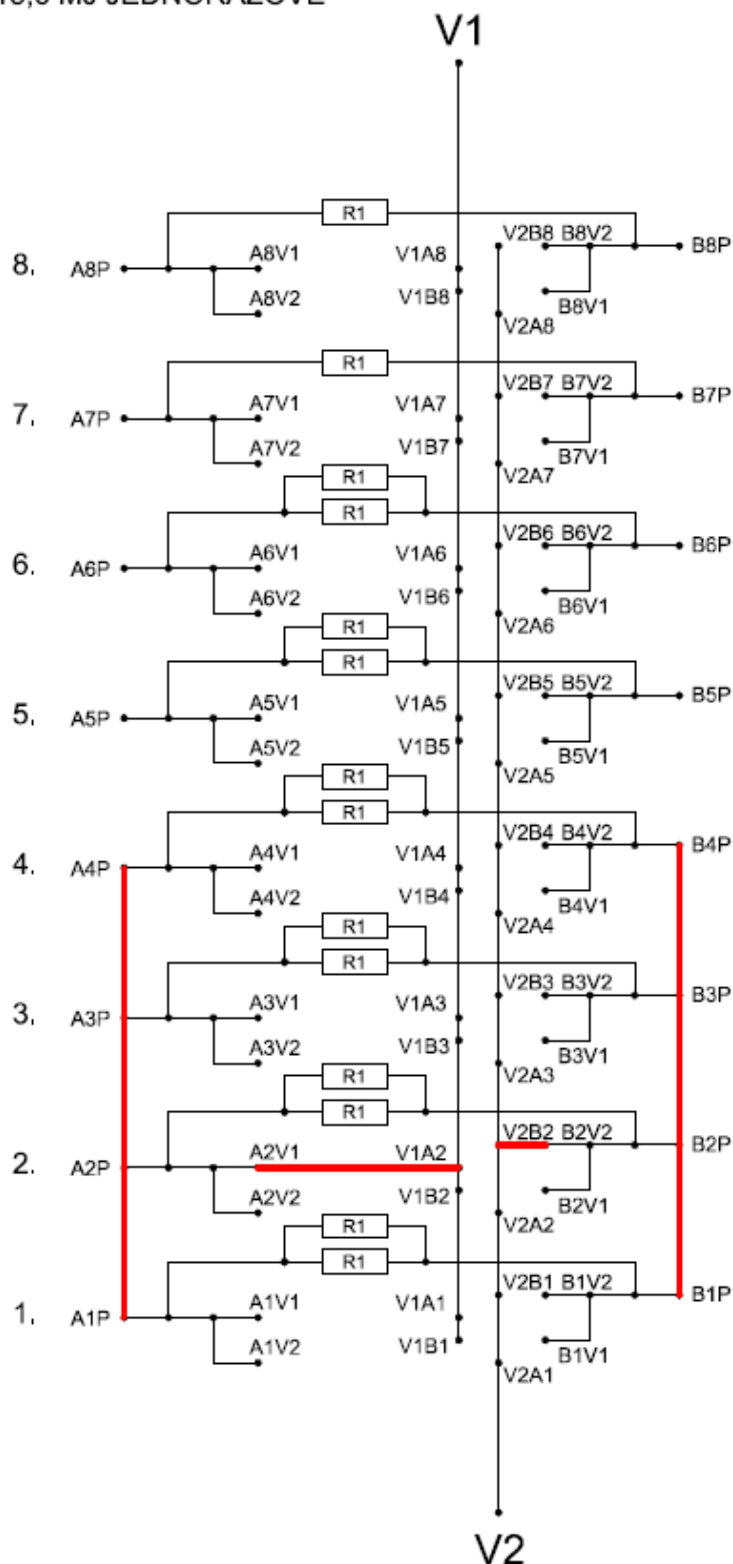 V1
R1
V2B8 B8V2
8. A8P A8V1 V1A8 B8P
A8V2 V1B8 B8V1
V2A8
R1
V2B7 B7V2
7. A7P A7V1 V1A7 B7P
A7V2 V1B7 B7V1
V2A7
R1
R1
V2B6 B6V2
6. A6P A6V1 V1A6 B6P
A6V2 V1B6 B6V1
V2A6
R1
R1
V2B5 B5V2
5. A5P A5V1 V1A5 B5P
A5V2 V1B5 B5V1
V2A5
R1
R1
V2B4 B4V2
4. A4P A4V1 V1A4 B4P
A4V2 V1B4 B4V1
V2A4
R1
R1
V2B3 B3V2
3. A3P A3V1 V1A3 B3P
A3V2 V1B3 B3V1
V2A3
R1
R1
V2B2 B2V2
2. A2P A2V1 V1A2 B2P
A2V2 V1B2 B2V1
V2A2
R1
R1
V2B1 B1V2
1. A1P A1V1 V1A1 B1P
A1V2 V1B1 B1V1
V2A1
V2